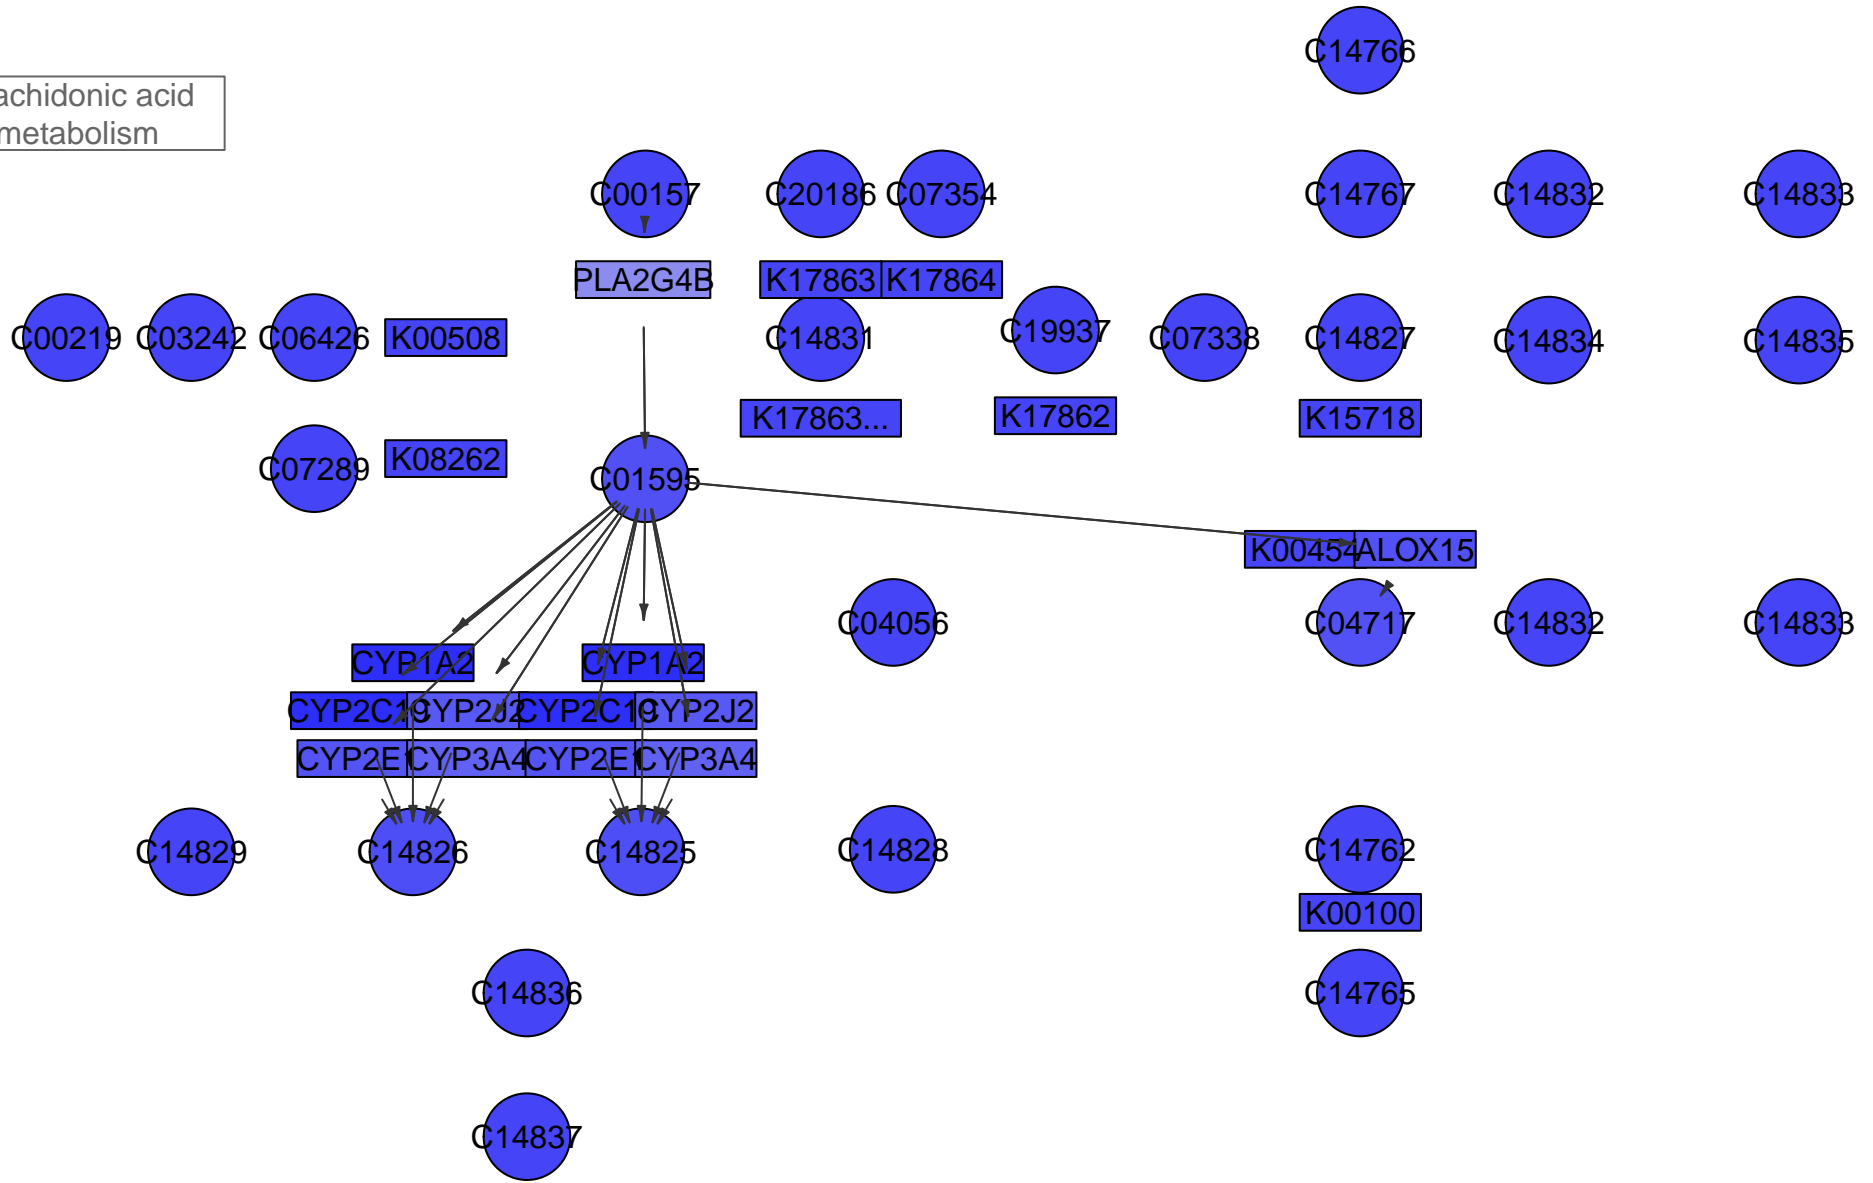 C14766
achidonic acid
metabolism
C00157
C20186
C07354
C14767
C14832
C14833
PLA2G4B
K17863
K17864
C00219
C03242
C06426
K00508
C14831
C19937
C07338
C14827
C14834
C14835
K17863...
K17862
K15718
C07289
K08262
C01595
K00454
ALOX15
C04056
C04717
C14832
C14833
CYP1A2
CYP1A2
CYP2C19
CYP2J2
CYP2C19
CYP2J2
CYP2E1
CYP3A4
CYP2E1
CYP3A4
C14829
C14826
C14825
C14828
C14762
K00100
C14836
C14765
C14837